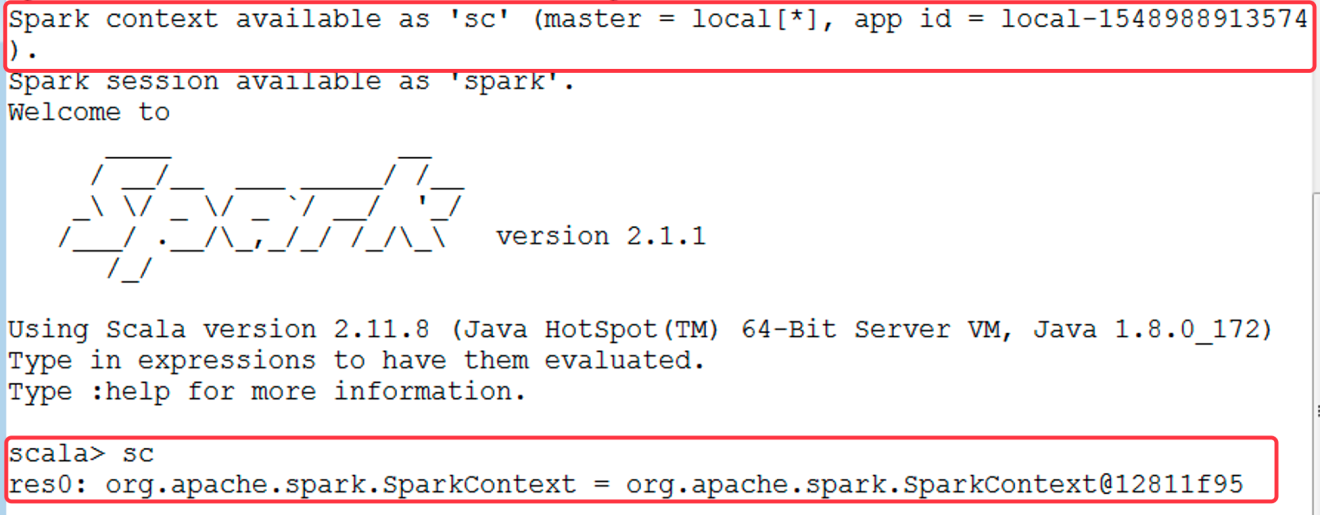 Spark context available as 'sc' (master = local[*], app id = local-1548988913574
).
Spark session available as 'spark'.
Welcome to
      ____              __
     / __/__  ___ _____/ /__
    _\ \/ _ \/ _ `/ __/  '_/
   /___/ .__/\_,_/_/ /_/\_\   version 2.1.1
      /_/
Using Scala version 2.11.8 (Java HotSpot(TM) 64-Bit Server VM, Java 1.8.0_172)
Type in expressions to have them evaluated.
Type :help for more information.
scala> sc
res0: org.apache.spark.SparkContext = org.apache.spark.SparkContext@12811f95